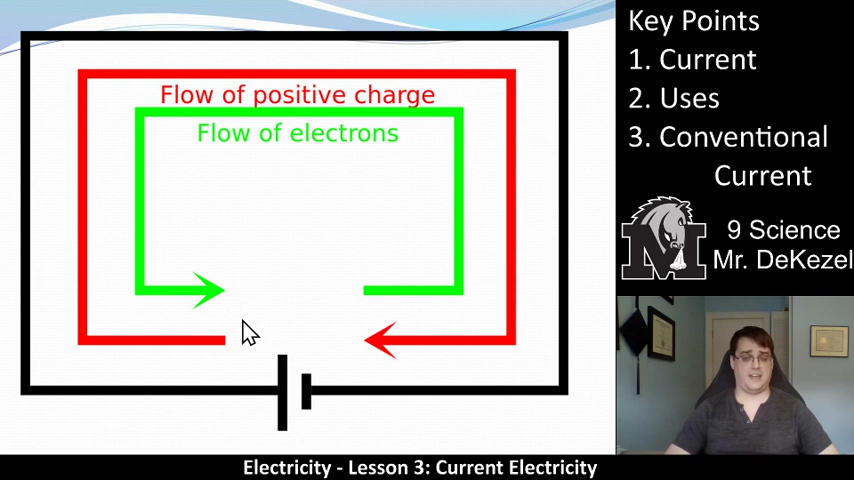 Flow of positive charge
Flow of electrons
Key Points
1. Current
2. Uses
3. Conventional
Current
M
9 Science
Mr. DeKezel
Electricity - Lesson 3: Current Electricity